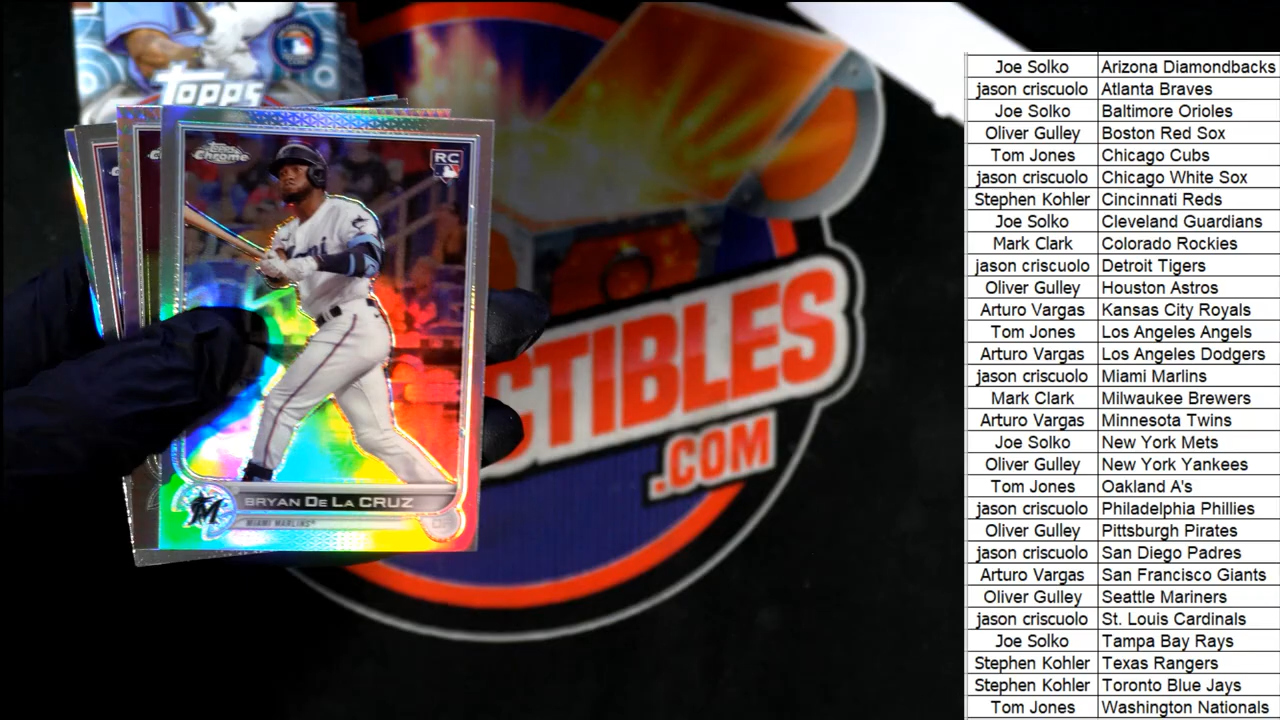 Topps
Topps
Chrome
RC
BRYAN DE LA CRUZ
MIAMI MARLINS
CTIBLES
.COM
Joe Solko Arizona Diamondbacks
jason criscuolo Atlanta Braves
Joe Solko Baltimore Orioles
Oliver Gulley Boston Red Sox
Tom Jones Chicago Cubs
jason criscuolo Chicago White Sox
Stephen Kohler Cincinnati Reds
Joe Solko Cleveland Guardians
Mark Clark Colorado Rockies
jason criscuolo Detroit Tigers
Oliver Gulley Houston Astros
Arturo Vargas Kansas City Royals
Tom Jones Los Angeles Angels
Arturo Vargas Los Angeles Dodgers
jason criscuolo Miami Marlins
Mark Clark Milwaukee Brewers
Arturo Vargas Minnesota Twins
Joe Solko New York Mets
Oliver Gulley New York Yankees
Tom Jones Oakland A's
jason criscuolo Philadelphia Phillies
Oliver Gulley Pittsburgh Pirates
jason criscuolo San Diego Padres
Arturo Vargas San Francisco Giants
Oliver Gulley Seattle Mariners
jason criscuolo St. Louis Cardinals
Joe Solko Tampa Bay Rays
Stephen Kohler Texas Rangers
Stephen Kohler Toronto Blue Jays
Tom Jones Washington Nationals